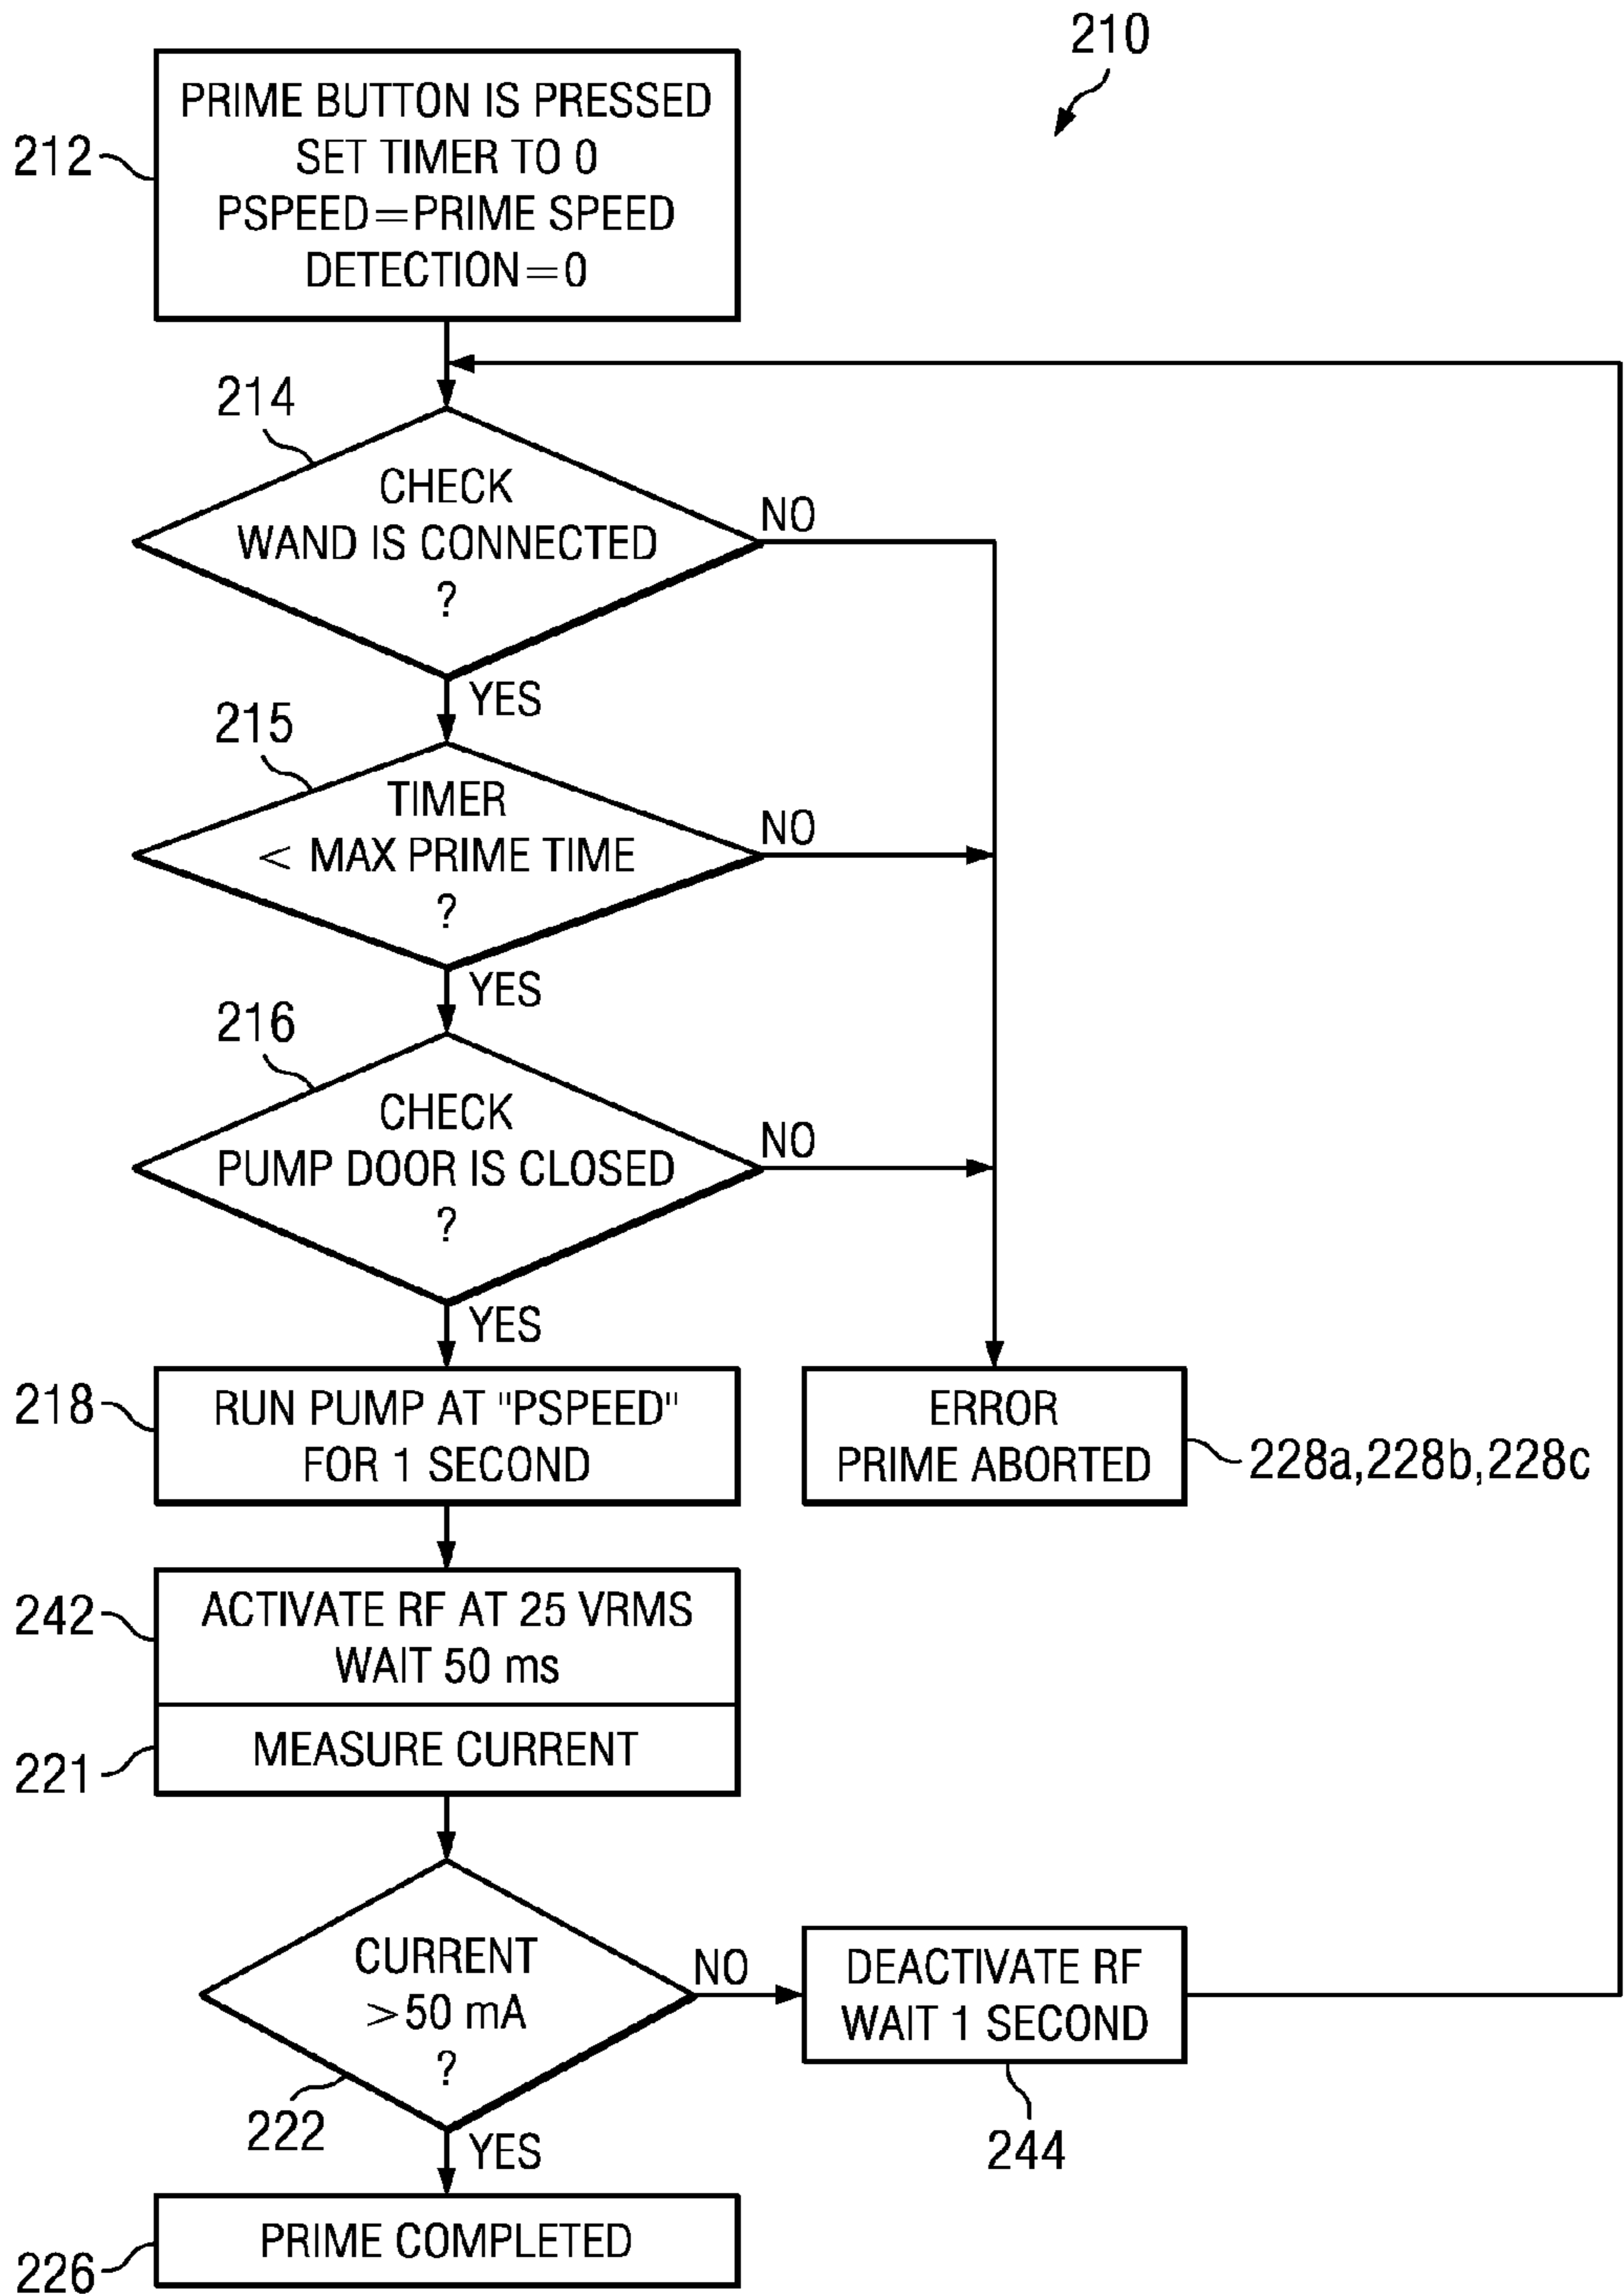 210
212
PRIME BUTTON IS PRESSED
SET TIMER TO 0
PSPEED=PRIME SPEED
DETECTION=0
214
CHECK
WAND IS CONNECTED
?
NO
YES
215
TIMER
< MAX PRIME TIME
?
NO
YES
216
CHECK
PUMP DOOR IS CLOSED
?
NO
YES
218
RUN PUMP AT "PSPEED"
FOR 1 SECOND
ERROR
PRIME ABORTED
228a,228b,228c
242
ACTIVATE RF AT 25 VRMS
WAIT 50 ms
221
MEASURE CURRENT
CURRENT
>50 mA
?
222
NO
DEACTIVATE RF
WAIT 1 SECOND
244
YES
226
PRIME COMPLETED